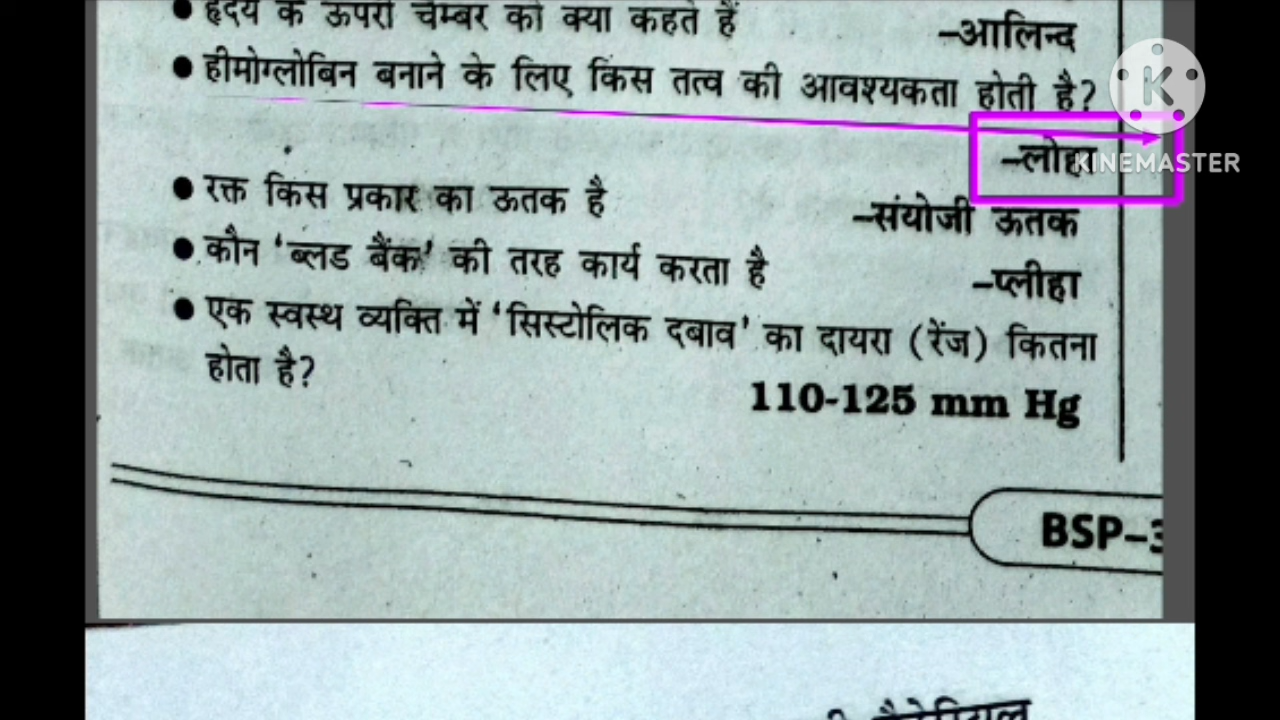 हृदय के ऊपरी चेम्बर को क्या कहते हैं
–आलिन्द
हीमोग्लोबिन बनाने के लिए किस तत्व की आवश्यकता होती है?
–लोहा
रक्त किस प्रकार का ऊतक है
–संयोजी ऊतक
कौन ‘ब्लड बैंक’ की तरह कार्य करता है
–प्लीहा
एक स्वस्थ व्यक्ति में ‘सिस्टोलिक दबाव’ का दायरा (रेंज) कितना
होता है?
110-125 mm Hg
BSP–3
K
KINEMASTER